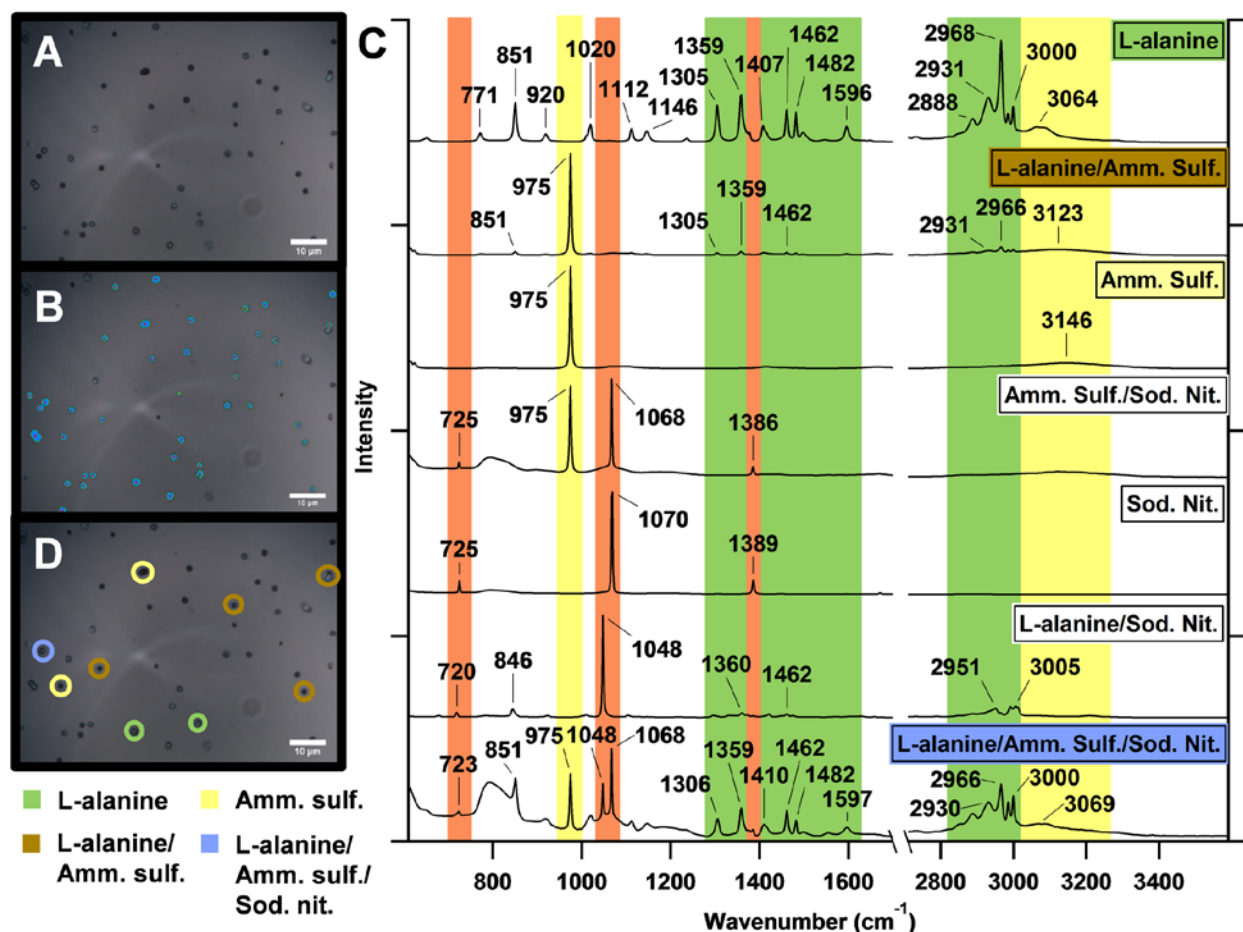 A
10 µm
B
10 µm
D
10 µm
L-alanine
Amm. sulf.
L-alanine/
Amm. sulf.
L-alanine/
Amm. sulf./
Sod. nit.
C
Intensity
771
851
920
1020
1112
1146
1305
1359
1407
1462
1482
1596
2888
2931
2968
3000
3064
L-alanine
L-alanine/Amm. Sulf.
851
975
1305
1359
1462
2931
2966
3123
Amm. Sulf.
975
3146
Amm. Sulf./Sod. Nit.
725
975
1068
1386
Sod. Nit.
725
1070
1389
L-alanine/Sod. Nit.
720
846
1048
1360
1462
2951
3005
L-alanine/Amm. Sulf./Sod. Nit.
723
851
975
1048
1068
1306
1359
1410
1462
1482
1597
2930
2966
3000
3069
800 1000 1200 1400 1600 2800 3000 3200 3400
Wavenumber (cm⁻¹)